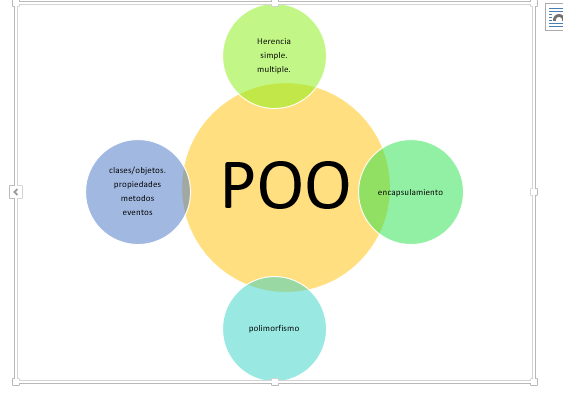 Herencia
simple.
multiple.
clases/objetos.
propiedades
metodos
eventos
POO
encapsulamiento
polimorfismo